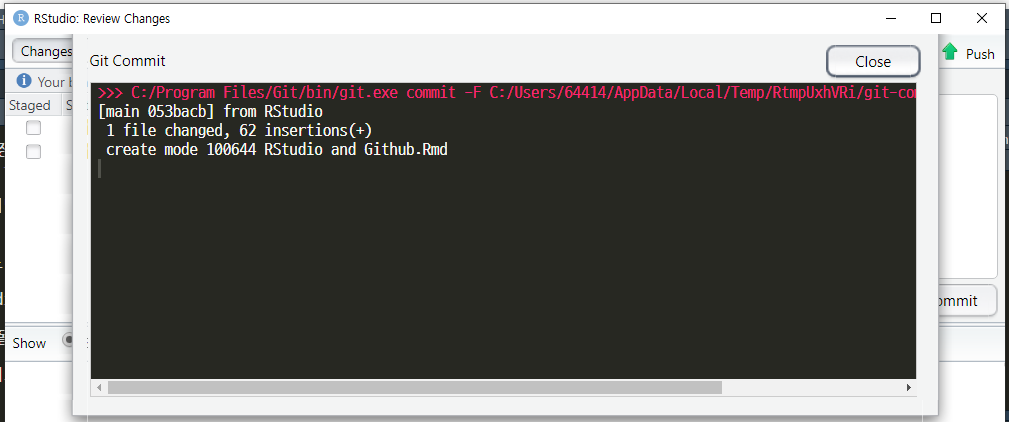 RStudio: Review Changes
Changes
Git Commit
Close
Push
Your b
Staged S
>>> C:/Program Files/Git/bin/git.exe commit -F C:/Users/64414/AppData/Local/Temp/RtmpUxhVRi/git-com
[main 053bacb] from RStudio
1 file changed, 62 insertions(+)
create mode 100644 RStudio and Github.Rmd
ommit
Show